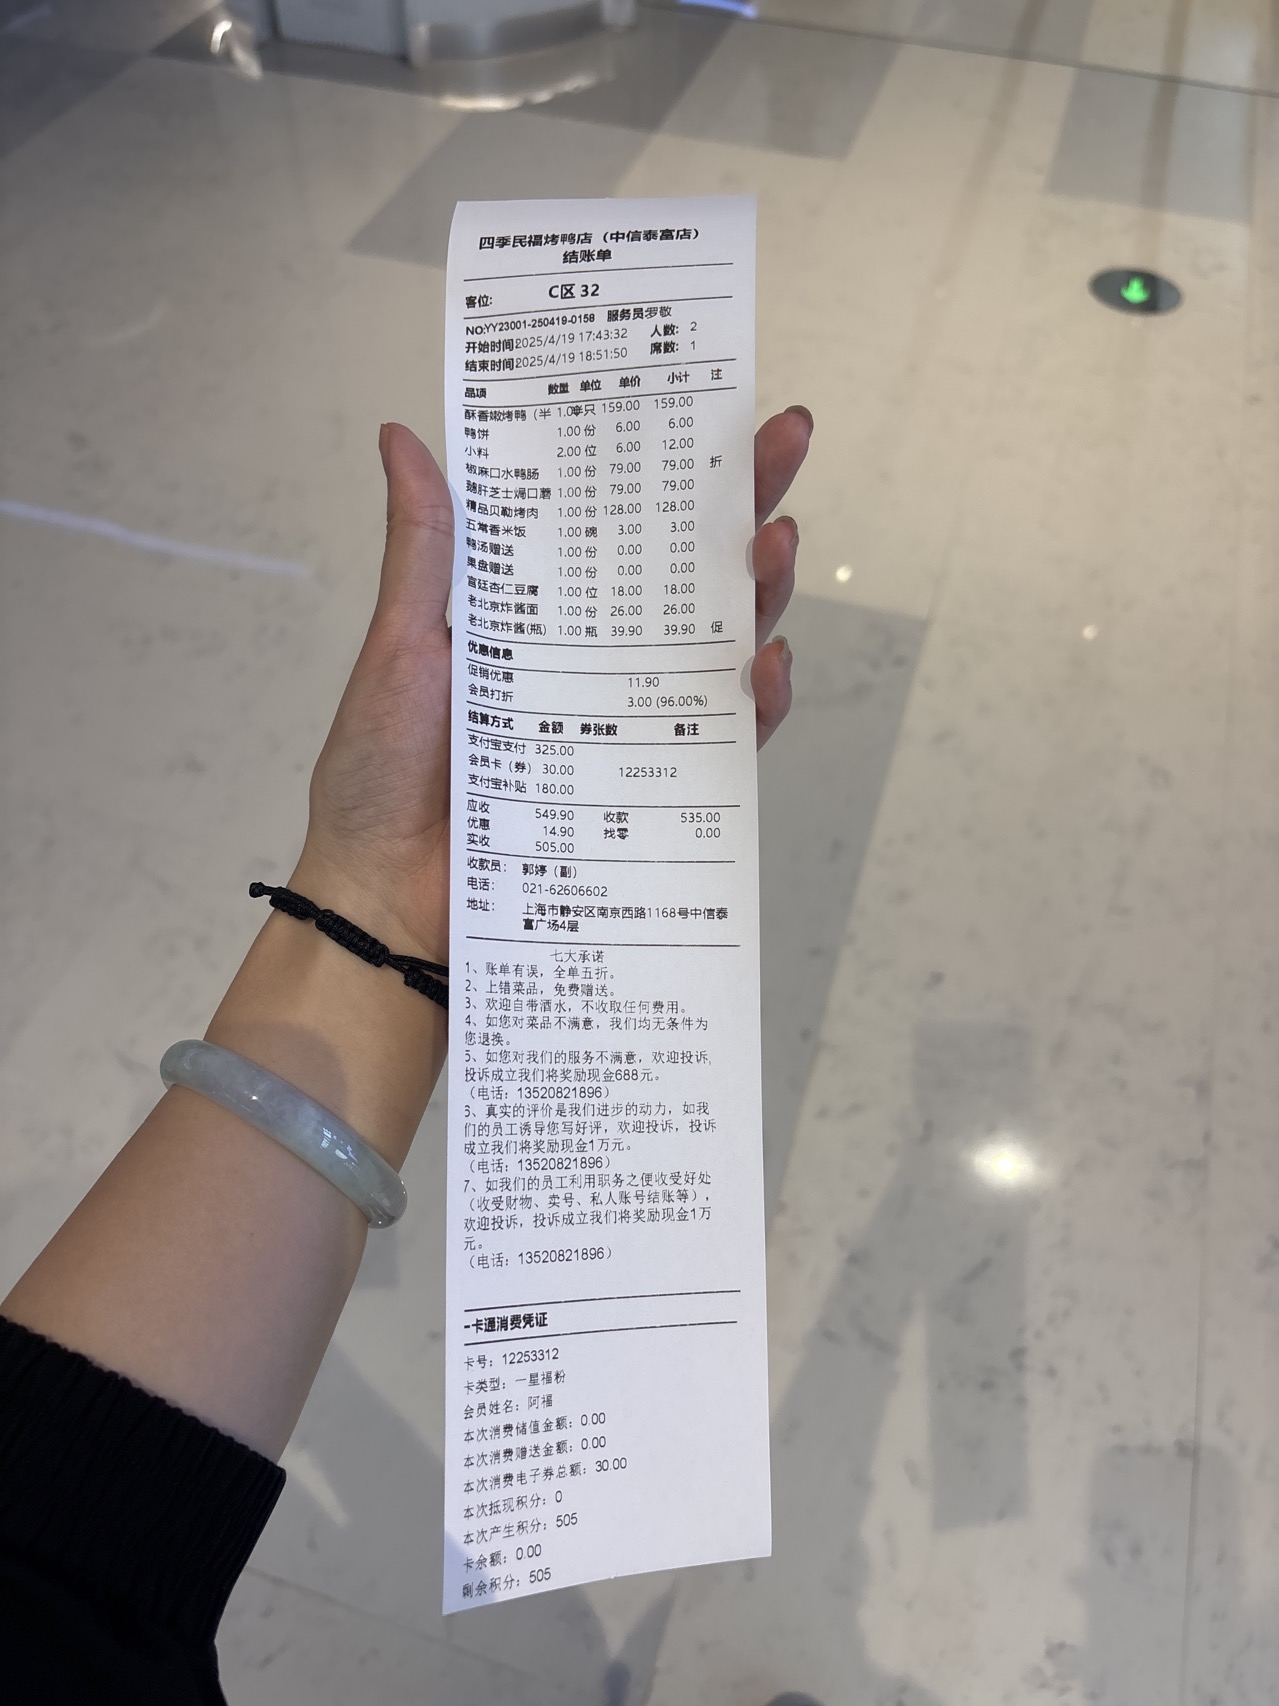 四季民福烤鸭店（中信泰富店）
结账单
客位: C区 32
NO:YY23001-250419-0158 服务员:罗敬
开始时间:2025/4/19 17:43:32 人数: 2
结束时间:2025/4/19 18:51:50 席数: 1
品项 数量 单位 单价 小计 注
酥香嫩烤鸭（半 1.00 半只 159.00 159.00
鸭饼 1.00 份 6.00 6.00
小料 2.00 位 6.00 12.00
椒麻口水鸭肠 1.00 份 79.00 79.00 折
鹅肝芝士焗口蘑 1.00 份 79.00 79.00
精品贝勒烤肉 1.00 份 128.00 128.00
五常香米饭 1.00 碗 3.00 3.00
鸭汤赠送 1.00 份 0.00 0.00
果盘赠送 1.00 份 0.00 0.00
宫廷杏仁豆腐 1.00 位 18.00 18.00
老北京炸酱面 1.00 份 26.00 26.00
老北京炸酱(瓶) 1.00 瓶 39.90 39.90 促
优惠信息
促销优惠 11.90
会员打折 3.00 (96.00%)
结算方式 金额 券张数 备注
支付宝支付 325.00
会员卡（券） 30.00 12253312
支付宝补贴 180.00
应收 549.90 收款 535.00
优惠 14.90 找零 0.00
实收 505.00
收款员: 郭婷（副）
电话: 021-62606602
地址: 上海市静安区南京西路1168号中信泰
富广场4层
七大承诺
1、账单有误，全单五折。
2、上错菜品，免费赠送。
3、欢迎自带酒水，不收取任何费用。
4、如您对菜品不满意，我们均无条件为
您退换。
5、如您对我们的服务不满意，欢迎投诉，
投诉成立我们将奖励现金688元。
（电话：13520821896）
6、真实的评价是我们进步的动力，如我
们的员工诱导您写好评，欢迎投诉，投诉
成立我们将奖励现金1万元。
（电话：13520821896）
7、如我们的员工利用职务之便收受好处
（收受财物、卖号、私人账号结账等），
欢迎投诉，投诉成立我们将奖励现金1万
元。
（电话：13520821896）
一卡通消费凭证
卡号：12253312
卡类型：一星福粉
会员姓名：阿福
本次消费储值金额：0.00
本次消费赠送金额：0.00
本次消费电子券总额：30.00
本次抵现积分：0
本次产生积分：505
卡余额：0.00
剩余积分：505